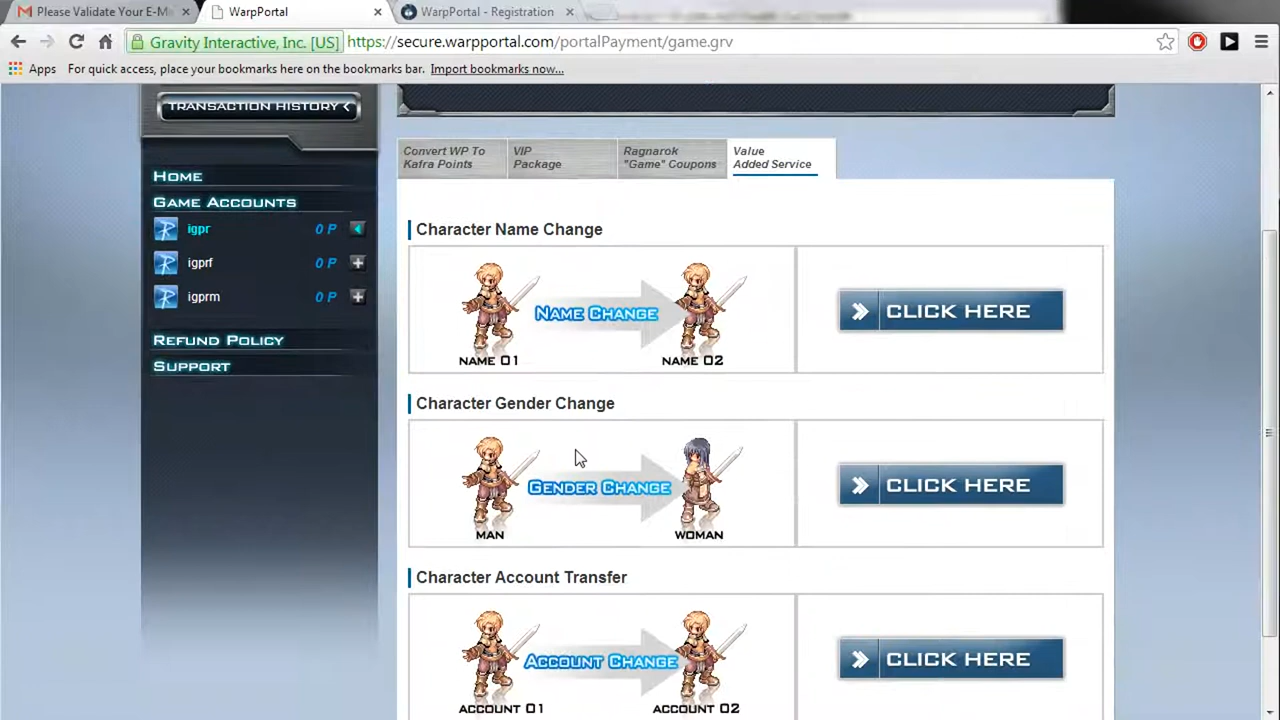 Please Validate Your E-M
WarpPortal
WarpPortal - Registration
Gravity Interactive, Inc. [US]
https://secure.warpportal.com/portalPayment/game.grv
Apps
For quick access, place your bookmarks here on the bookmarks bar.
Import bookmarks now...
TRANSACTION HISTORY
HOME
GAME ACCOUNTS
igpr 0 P
igprf 0 P
igprm 0 P
REFUND POLICY
SUPPORT
Convert WP To
Kafra Points
VIP
Package
Ragnarok
"Game" Coupons
Value
Added Service
Character Name Change
NAME CHANGE
NAME 01
NAME 02
CLICK HERE
Character Gender Change
GENDER CHANGE
MAN
WOMAN
CLICK HERE
Character Account Transfer
ACCOUNT CHANGE
ACCOUNT 01
ACCOUNT 02
CLICK HERE